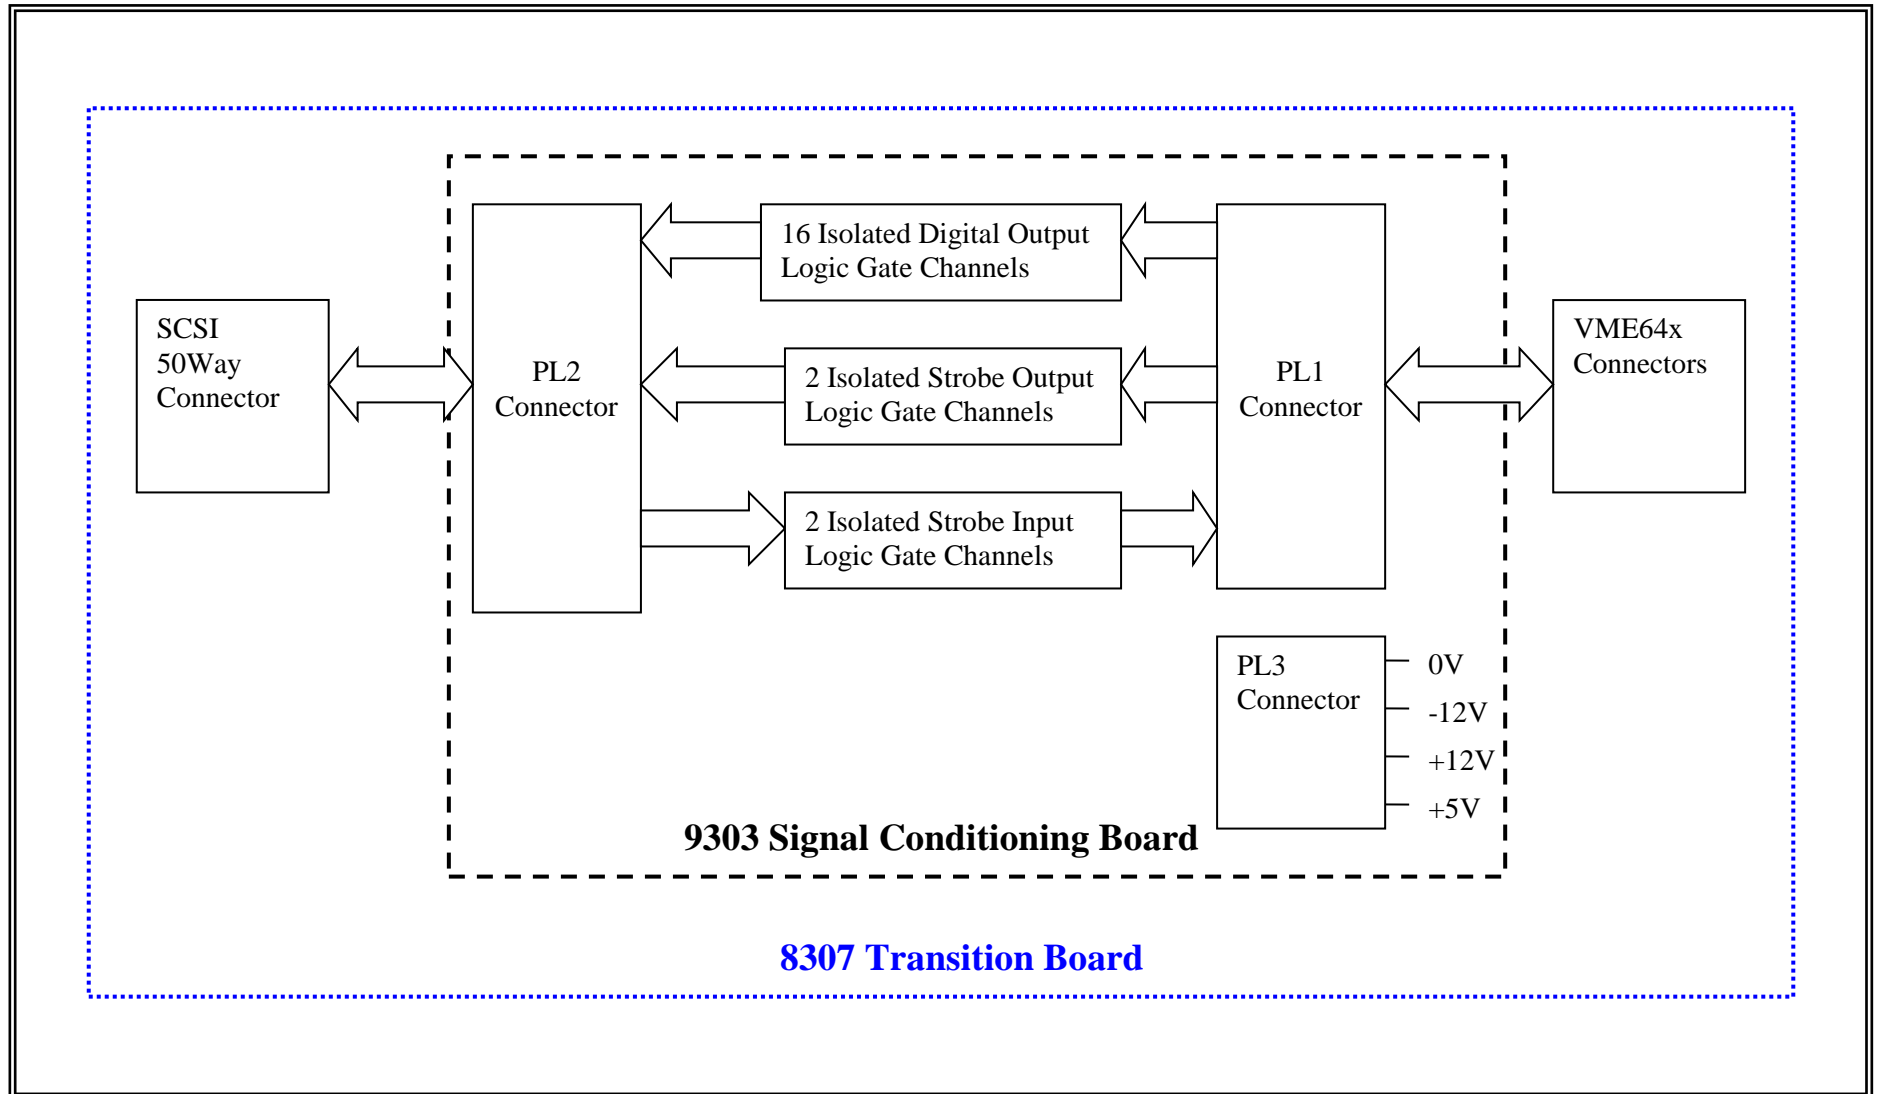 16 Isolated Digital Output
Logic Gate Channels
SCSI
50Way
Connector
PL2
Connector
2 Isolated Strobe Output
Logic Gate Channels
PL1
Connector
VME64x
Connectors
2 Isolated Strobe Input
Logic Gate Channels
PL3
Connector
0V
-12V
+12V
+5V
9303 Signal Conditioning Board
8307 Transition Board